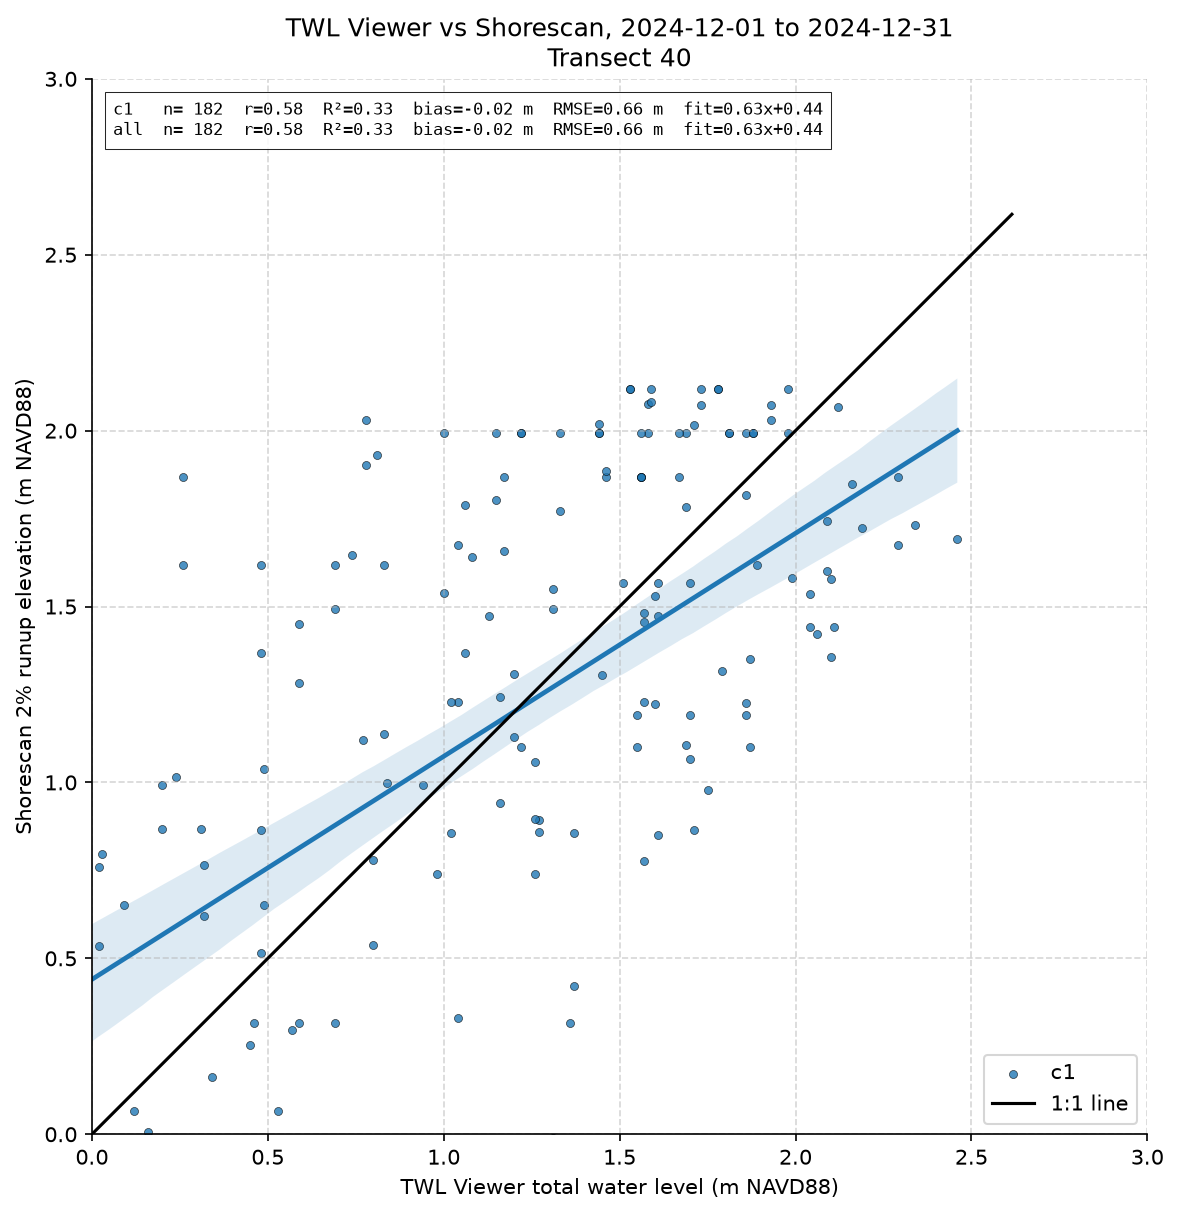 TWL Viewer vs Shorescan, 2024-12-01 to 2024-12-31
Transect 40
c1 n= 182 r=0.58 R²=0.33 bias=-0.02 m RMSE=0.66 m fit=0.63x+0.44
all n= 182 r=0.58 R²=0.33 bias=-0.02 m RMSE=0.66 m fit=0.63x+0.44
3.0
2.5
2.0
1.5
1.0
0.5
0.0
Shorescan 2% runup elevation (m NAVD88)
c1
1:1 line
0.0 0.5 1.0 1.5 2.0 2.5 3.0
TWL Viewer total water level (m NAVD88)